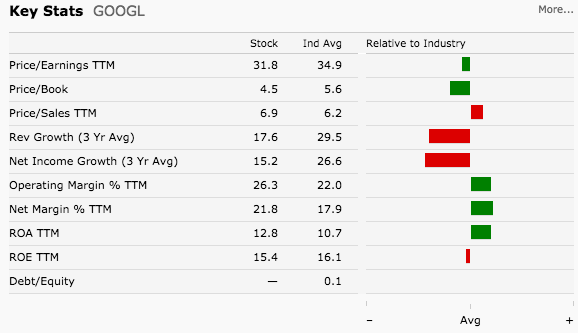 Key Stats GOOGL More...
Stock Ind Avg Relative to Industry
Price/Earnings TTM 31.8 34.9
Price/Book 4.5 5.6
Price/Sales TTM 6.9 6.2
Rev Growth (3 Yr Avg) 17.6 29.5
Net Income Growth (3 Yr Avg) 15.2 26.6
Operating Margin % TTM 26.3 22.0
Net Margin % TTM 21.8 17.9
ROA TTM 12.8 10.7
ROE TTM 15.4 16.1
Debt/Equity — 0.1
– Avg +